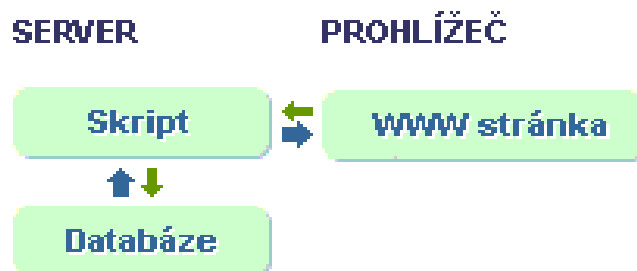 SERVER
PROHLÍŽEČ
Skript
WWW stránka
Databáze